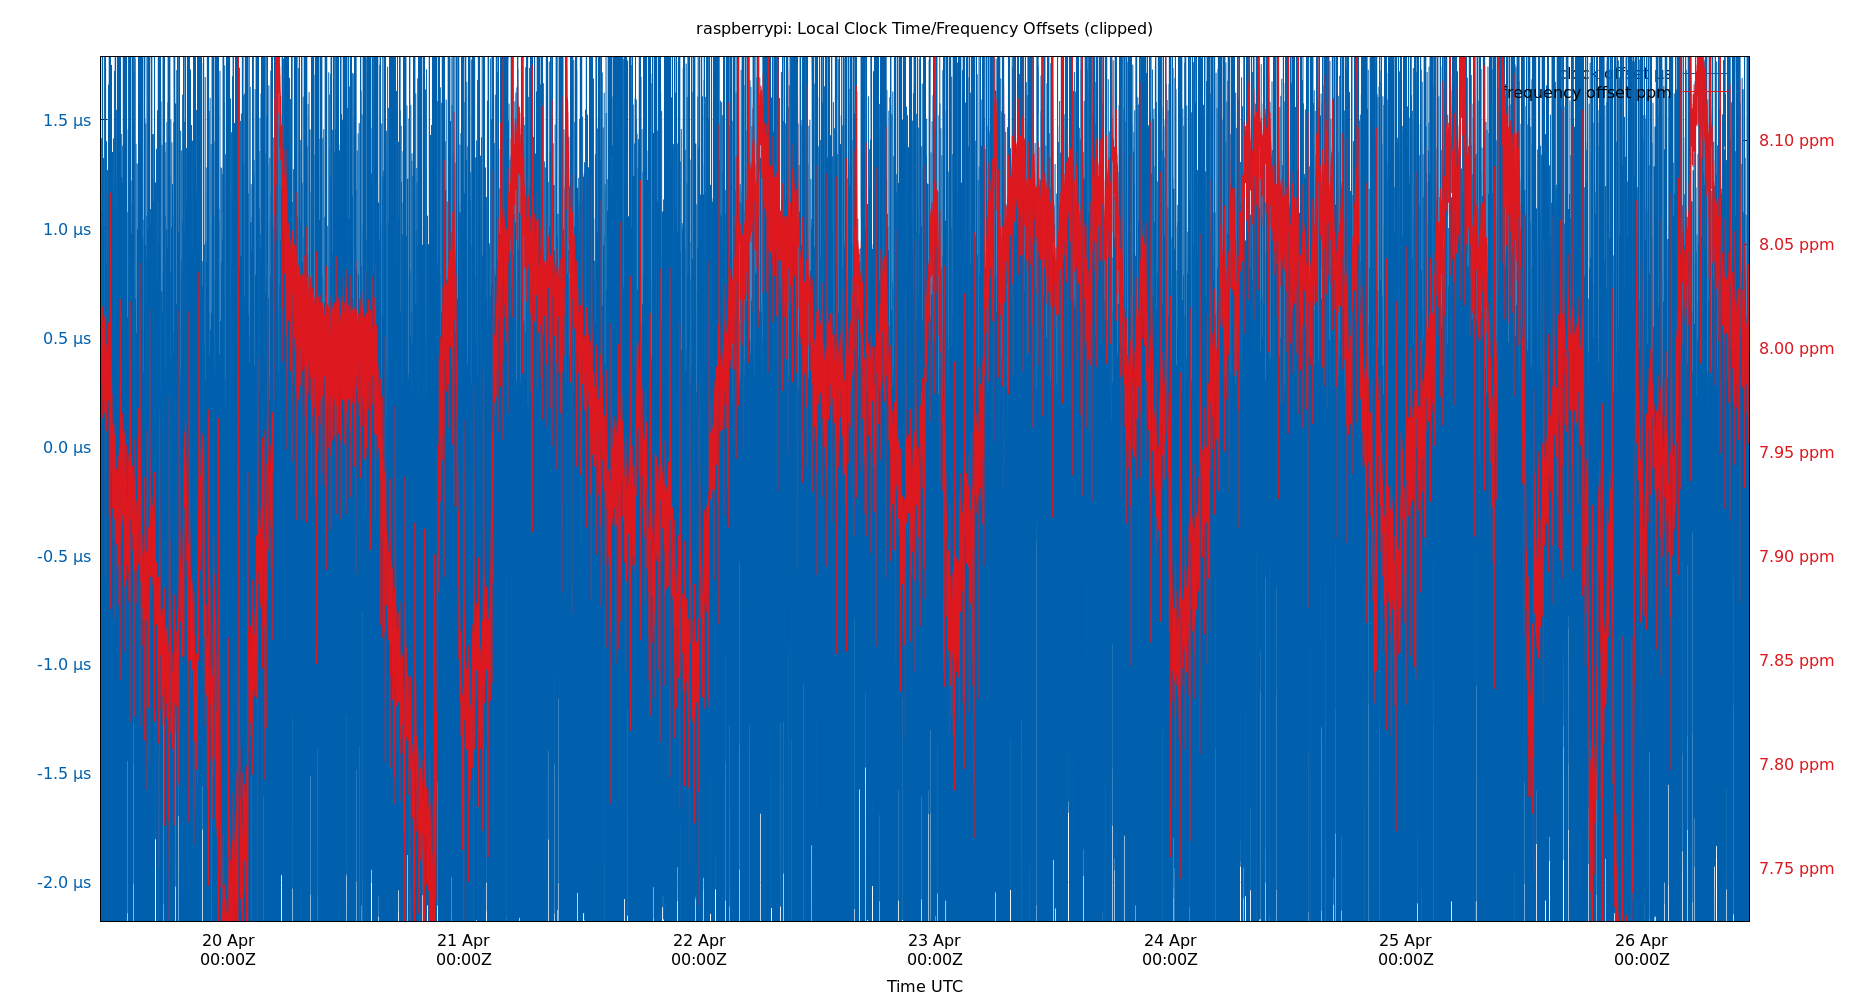 raspberrypi: Local Clock Time/Frequency Offsets (clipped)
clock offset µs
frequency offset ppm
1.5 µs
1.0 µs
0.5 µs
0.0 µs
-0.5 µs
-1.0 µs
-1.5 µs
-2.0 µs
8.10 ppm
8.05 ppm
8.00 ppm
7.95 ppm
7.90 ppm
7.85 ppm
7.80 ppm
7.75 ppm
20 Apr 21 Apr 22 Apr 23 Apr 24 Apr 25 Apr 26 Apr
00:00Z 00:00Z 00:00Z 00:00Z 00:00Z 00:00Z 00:00Z
Time UTC